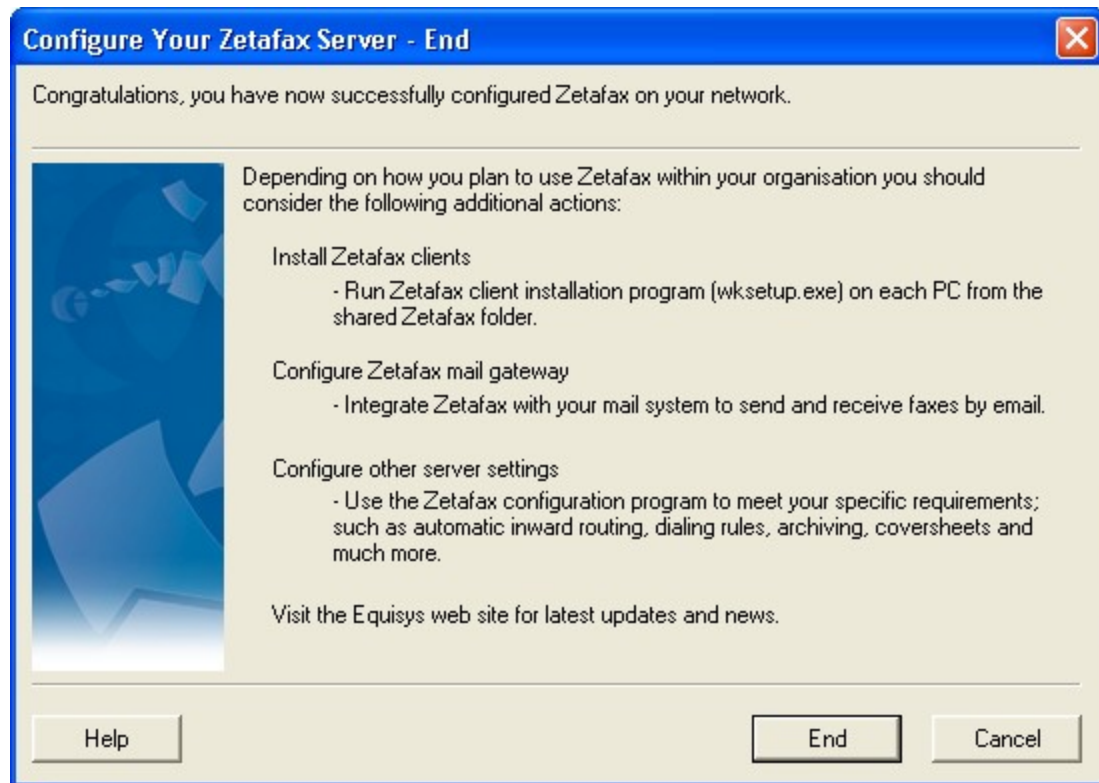 Configure Your Zetafax Server - End
Congratulations, you have now successfully configured Zetafax on your network.
Depending on how you plan to use Zetafax within your organisation you should
consider the following additional actions:
Install Zetafax clients
- Run Zetafax client installation program (wksetup.exe) on each PC from the
shared Zetafax folder.
Configure Zetafax mail gateway
- Integrate Zetafax with your mail system to send and receive faxes by email.
Configure other server settings
- Use the Zetafax configuration program to meet your specific requirements;
such as automatic inward routing, dialing rules, archiving, coversheets and
much more.
Visit the Equisys web site for latest updates and news.
Help
End
Cancel